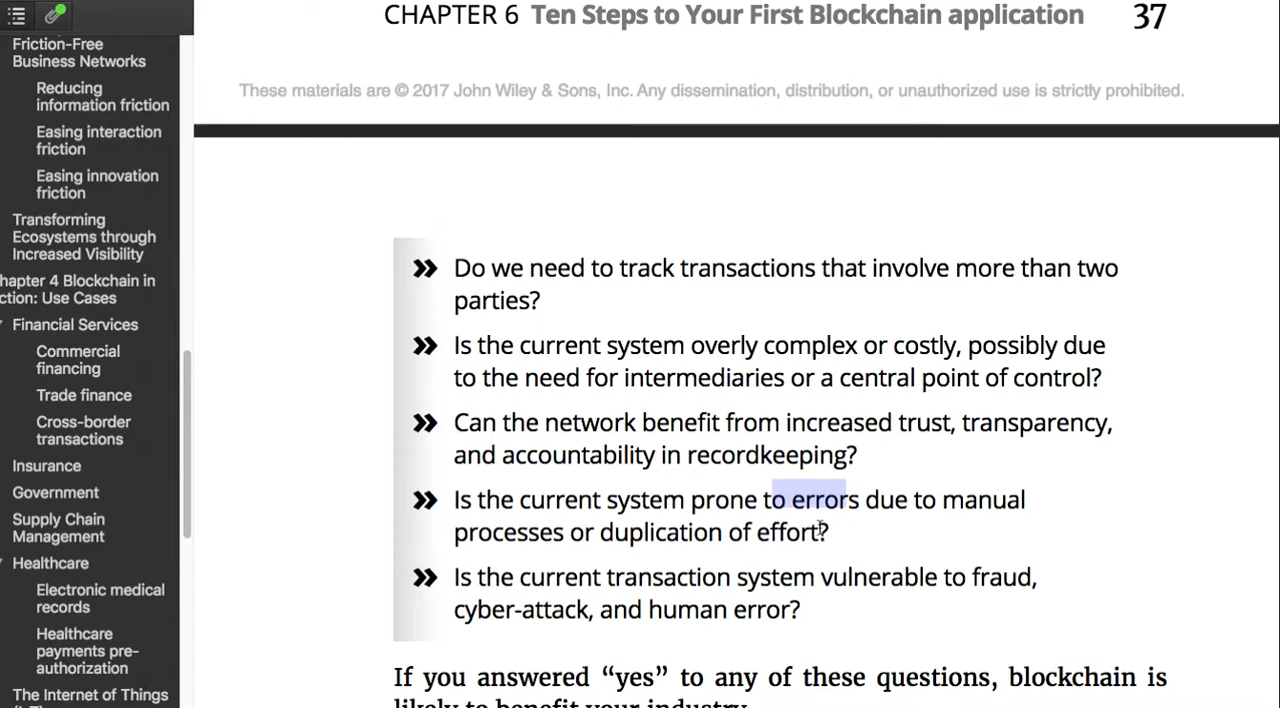 CHAPTER 6 Ten Steps to Your First Blockchain application 37
These materials are © 2017 John Wiley & Sons, Inc. Any dissemination, distribution, or unauthorized use is strictly prohibited.
Friction-Free
Business Networks
Reducing
information friction
Easing interaction
friction
Easing innovation
friction
Transforming
Ecosystems through
Increased Visibility
hapter 4 Blockchain in
ction: Use Cases
Financial Services
Commercial
financing
Trade finance
Cross-border
transactions
Insurance
Government
Supply Chain
Management
Healthcare
Electronic medical
records
Healthcare
payments pre-
authorization
The Internet of Things
» Do we need to track transactions that involve more than two
parties?
» Is the current system overly complex or costly, possibly due
to the need for intermediaries or a central point of control?
» Can the network benefit from increased trust, transparency,
and accountability in recordkeeping?
» Is the current system prone to errors due to manual
processes or duplication of effort?
» Is the current transaction system vulnerable to fraud,
cyber-attack, and human error?
If you answered “yes” to any of these questions, blockchain is
likely to benefit your industry.